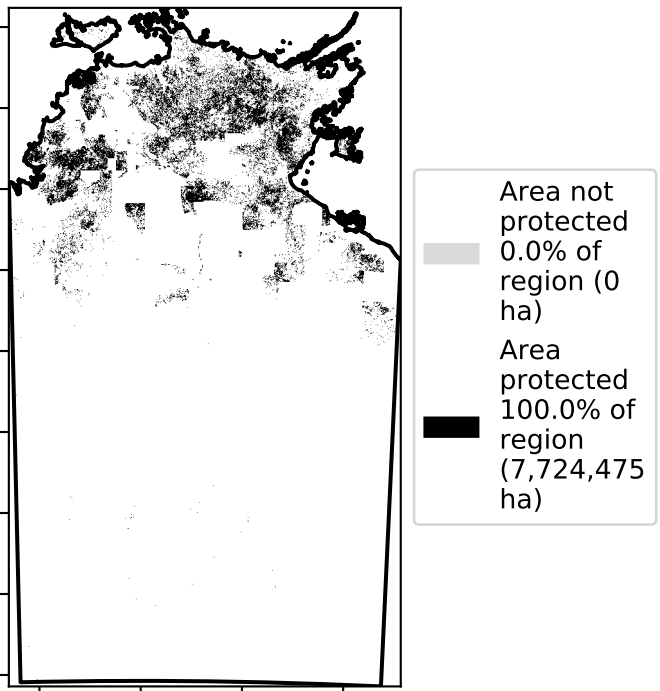 Area not
protected
0.0% of
region (0
ha)
Area
protected
100.0% of
region
(7,724,475
ha)